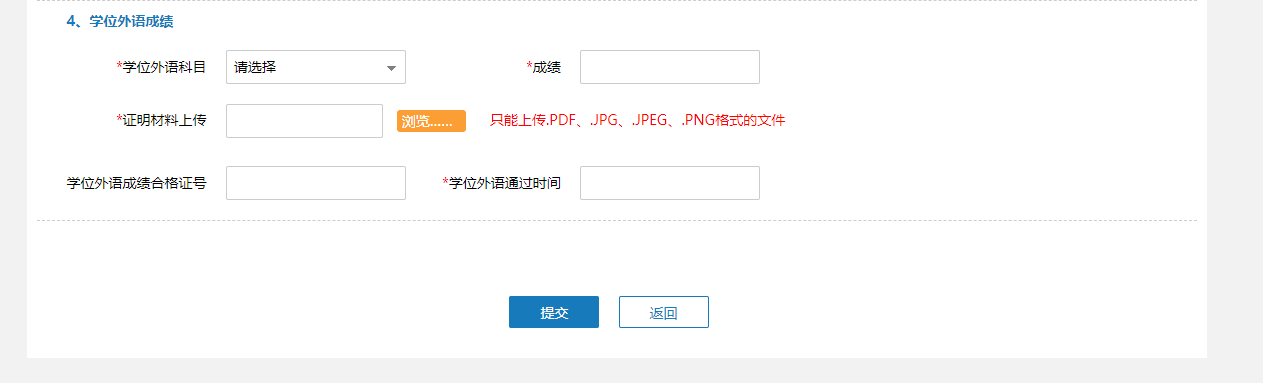 4、学位外语成绩
*学位外语科目 请选择 *成绩
*证明材料上传 浏览...... 只能上传.PDF、.JPG、.JPEG、.PNG格式的文件
学位外语成绩合格证号 *学位外语通过时间
提交 返回